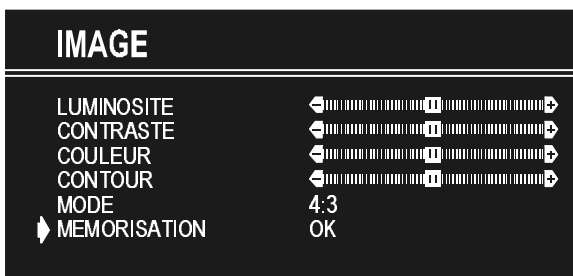 IMAGE
LUMINOSITE - +
CONTRASTE - +
COULEUR - +
CONTOUR - +
MODE 4:3
MEMORISATION OK